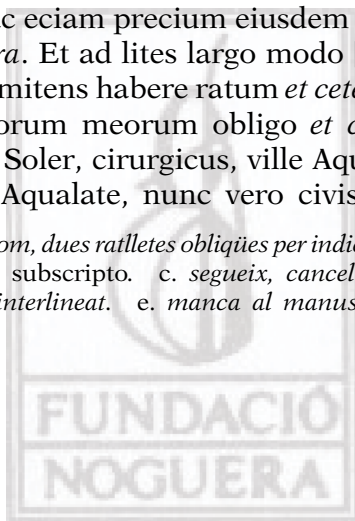 c eciam precium eiusdem
ra. Et ad lites largo modo
mitens habere ratum et cete
orum meorum obligo et c
Soler, cirurgicus, ville Aqu
Aqualate, nunc vero civis
om, dues ratlletes obliqües per indic
subscripto. c. segueix, cancel
interlineat. e. manca al manus
FUNDACIÓ
NOGUERA